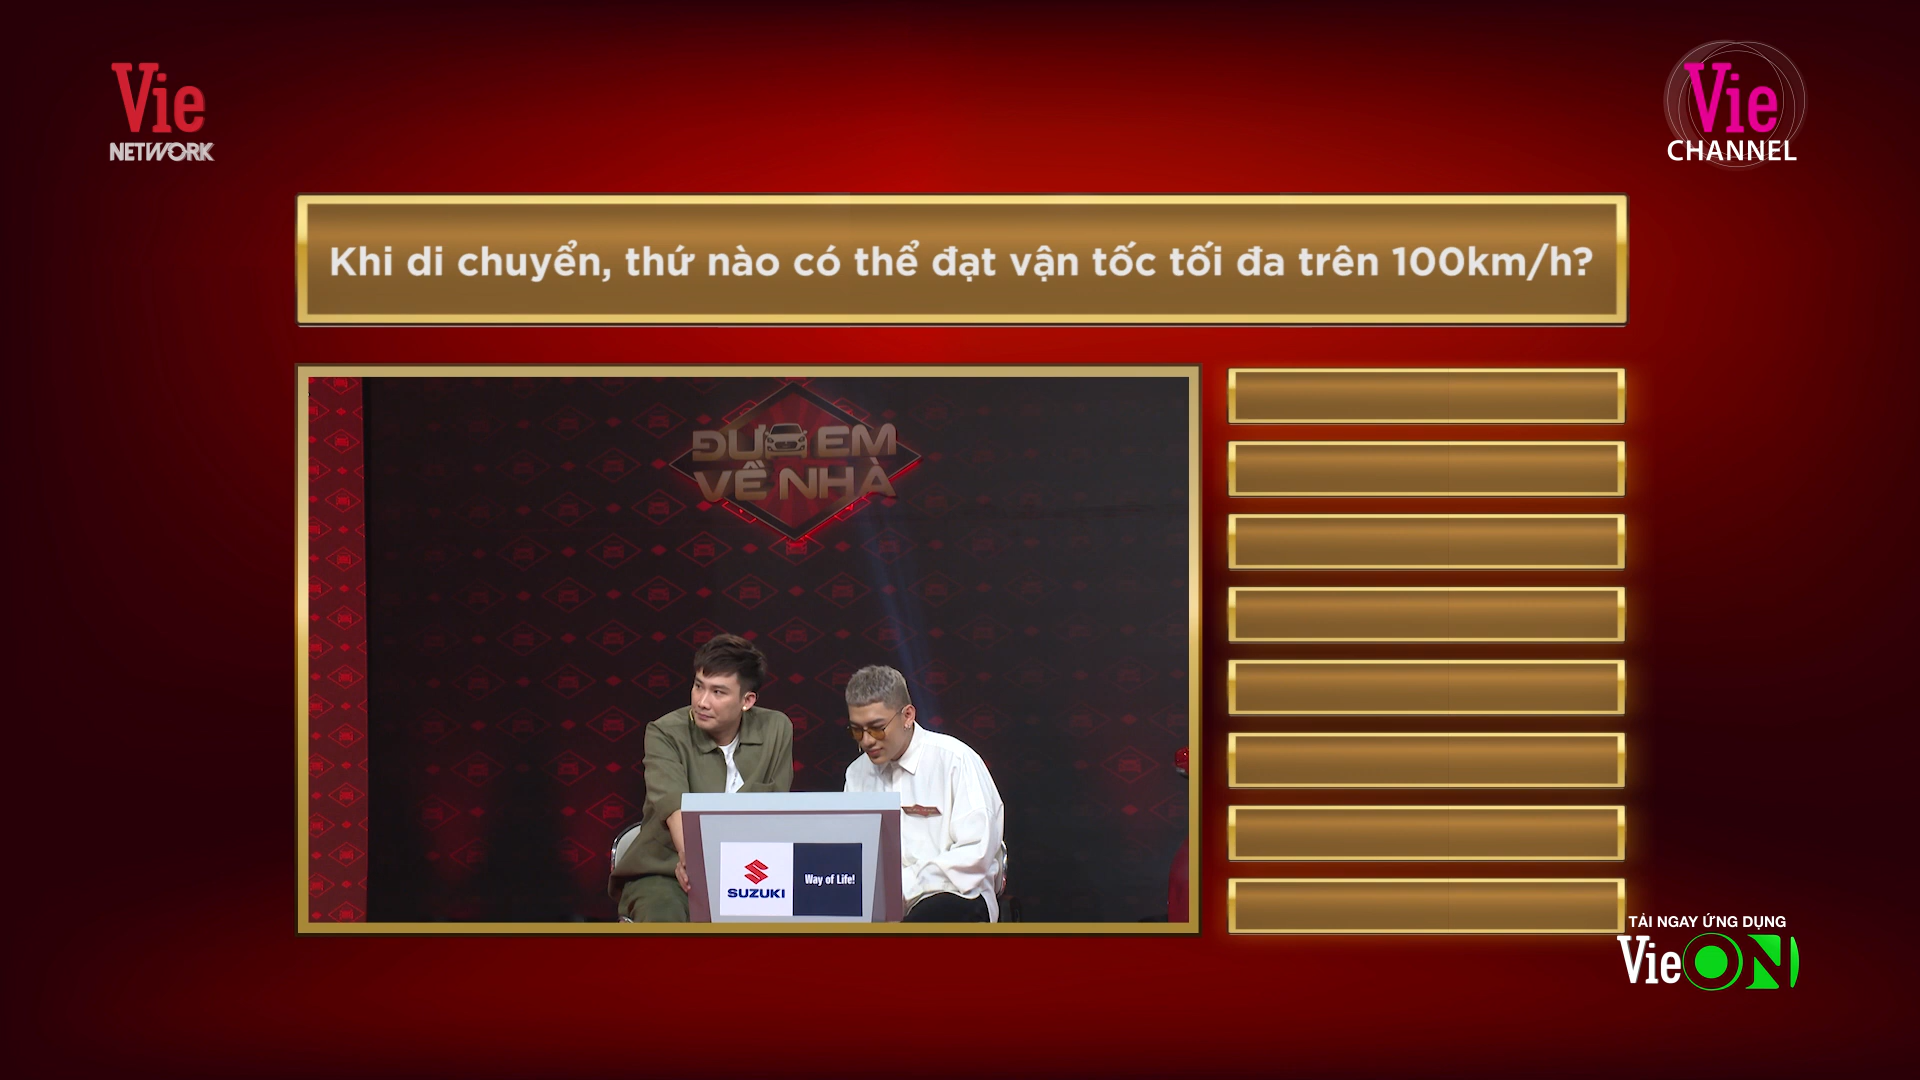 Vie
NETWORK
Vie
CHANNEL
Khi di chuyển, thứ nào có thể đạt vận tốc tối đa trên 100km/h?
ĐƯA EM
VỀ NHÀ
SUZUKI
Way of Life!
TẢI NGAY ỨNG DỤNG
VieON